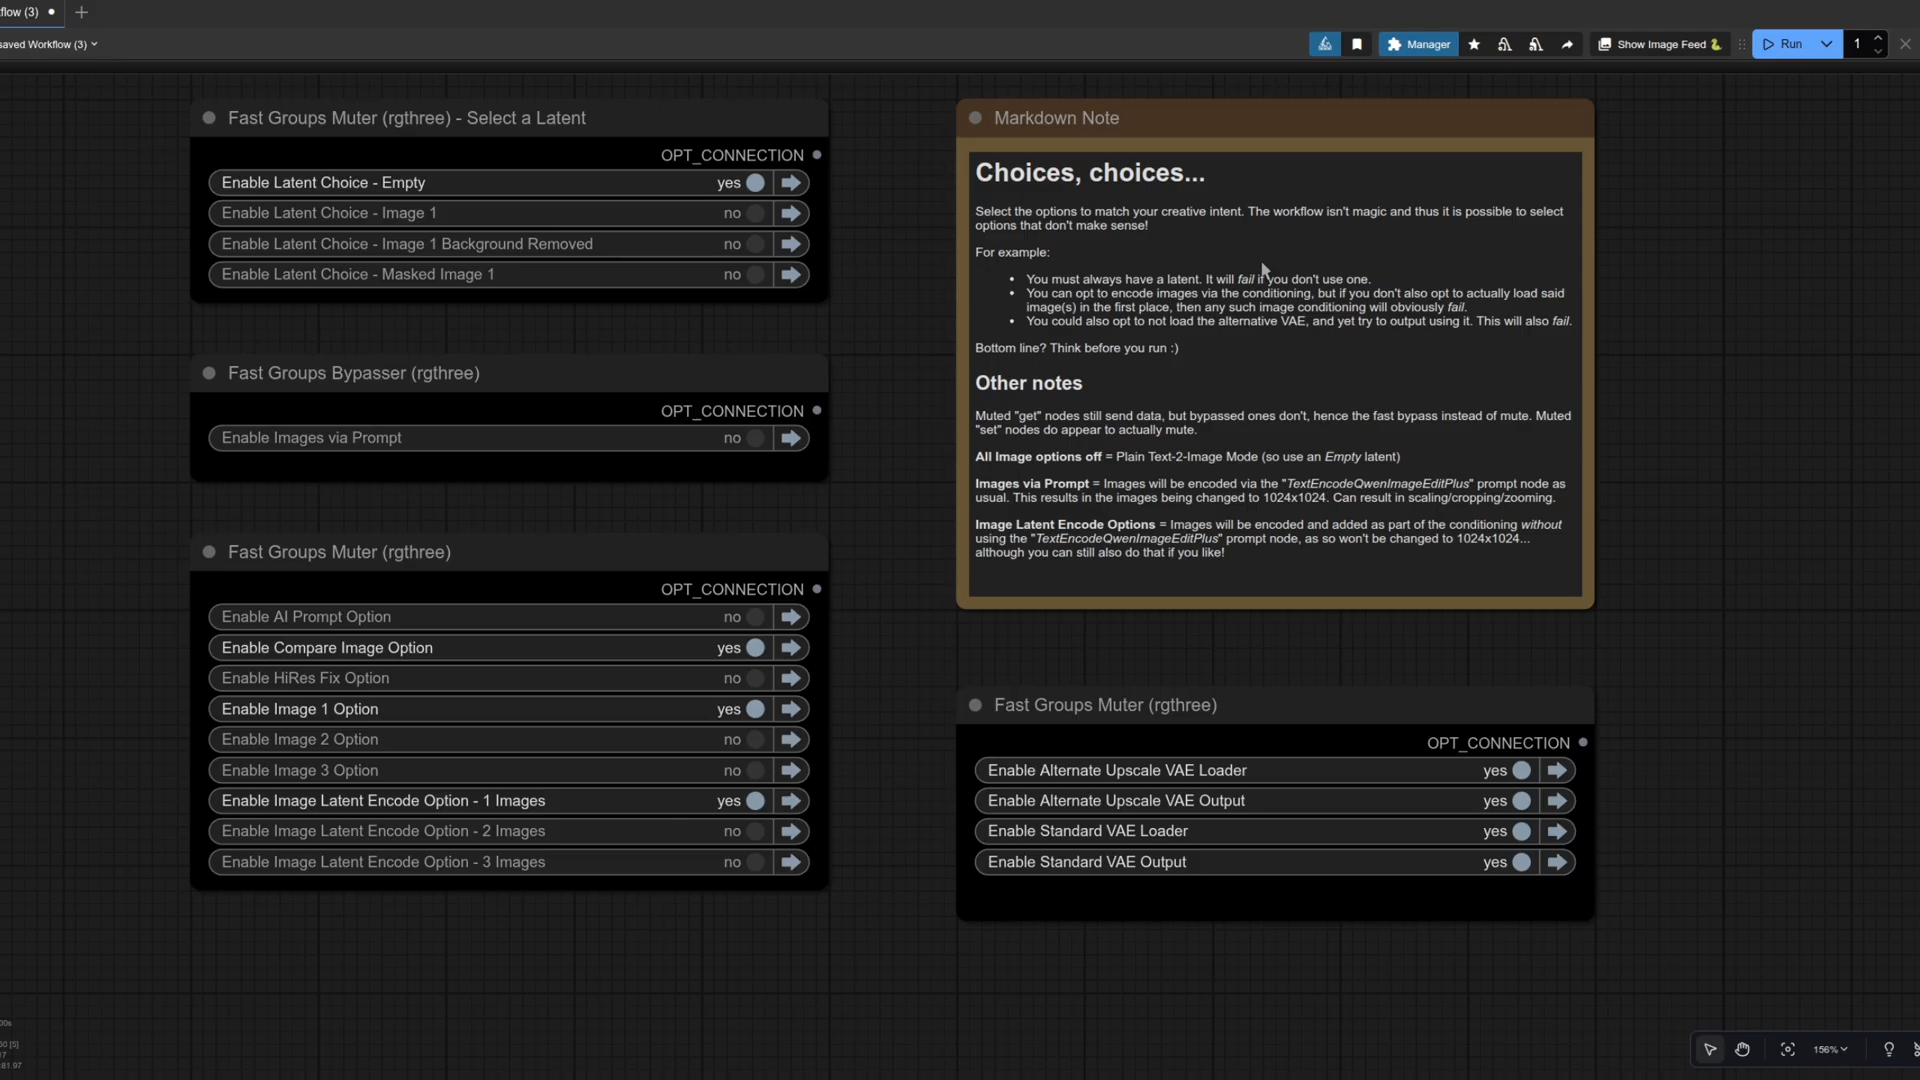 flow (3)
saved Workflow (3)
Manager
Show Image Feed
Run
1
Fast Groups Muter (rgthree) - Select a Latent
OPT_CONNECTION
Enable Latent Choice - Empty yes
Enable Latent Choice - Image 1 no
Enable Latent Choice - Image 1 Background Removed no
Enable Latent Choice - Masked Image 1 no
Fast Groups Bypasser (rgthree)
OPT_CONNECTION
Enable Images via Prompt no
Fast Groups Muter (rgthree)
OPT_CONNECTION
Enable AI Prompt Option no
Enable Compare Image Option yes
Enable HiRes Fix Option no
Enable Image 1 Option yes
Enable Image 2 Option no
Enable Image 3 Option no
Enable Image Latent Encode Option - 1 Images yes
Enable Image Latent Encode Option - 2 Images no
Enable Image Latent Encode Option - 3 Images no
Markdown Note
Choices, choices...
Select the options to match your creative intent. The workflow isn't magic and thus it is possible to select
options that don't make sense!
For example:
• You must always have a latent. It will fail if you don't use one.
• You can opt to encode images via the conditioning, but if you don't also opt to actually load said
image(s) in the first place, then any such image conditioning will obviously fail.
• You could also opt to not load the alternative VAE, and yet try to output using it. This will also fail.
Bottom line? Think before you run :)
Other notes
Muted "get" nodes still send data, but bypassed ones don't, hence the fast bypass instead of mute. Muted
"set" nodes do appear to actually mute.
All Image options off = Plain Text-2-Image Mode (so use an Empty latent)
Images via Prompt = Images will be encoded via the "TextEncodeQwenImageEditPlus" prompt node as
usual. This results in the images being changed to 1024x1024. Can result in scaling/cropping/zooming.
Image Latent Encode Options = Images will be encoded and added as part of the conditioning without
using the "TextEncodeQwenImageEditPlus" prompt node, as so won't be changed to 1024x1024...
although you can still also do that if you like!
Fast Groups Muter (rgthree)
OPT_CONNECTION
Enable Alternate Upscale VAE Loader yes
Enable Alternate Upscale VAE Output yes
Enable Standard VAE Loader yes
Enable Standard VAE Output yes
156%